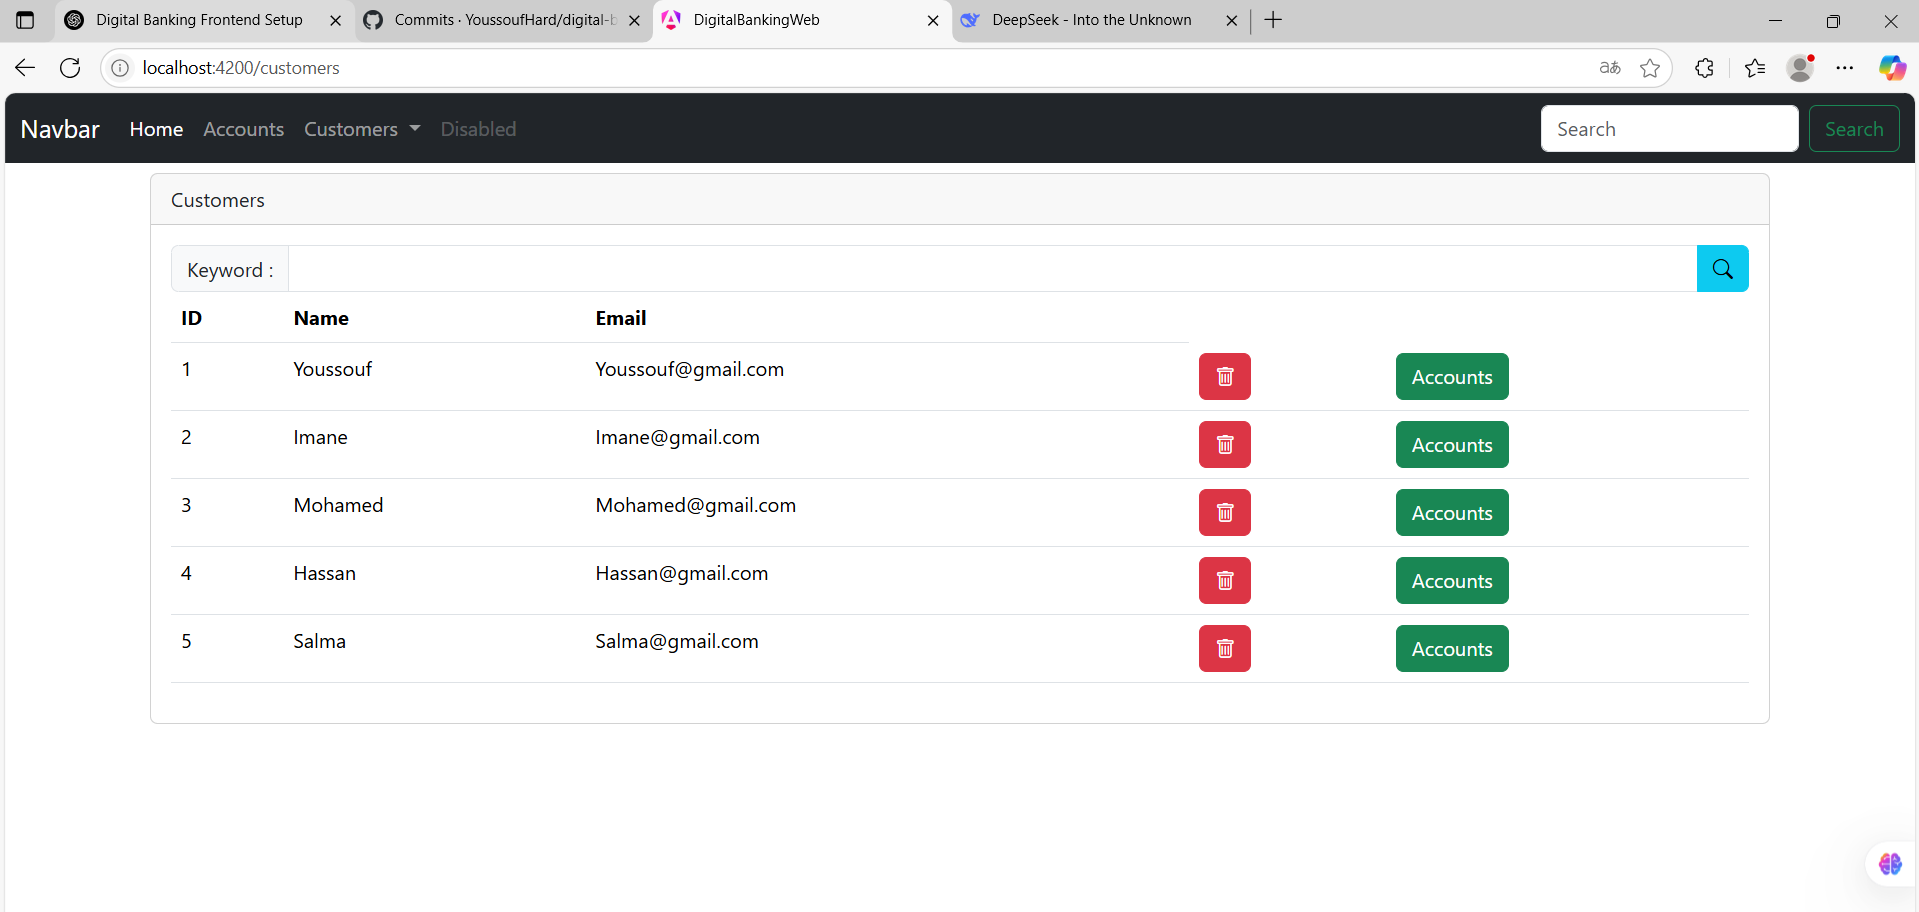 Digital Banking Frontend Setup
Commits · YoussoufHard/digital-b
DigitalBankingWeb
DeepSeek - Into the Unknown
localhost:4200/customers
Navbar Home Accounts Customers Disabled Search Search
Customers
Keyword :
ID Name Email
1 Youssouf Youssouf@gmail.com Accounts
2 Imane Imane@gmail.com Accounts
3 Mohamed Mohamed@gmail.com Accounts
4 Hassan Hassan@gmail.com Accounts
5 Salma Salma@gmail.com Accounts